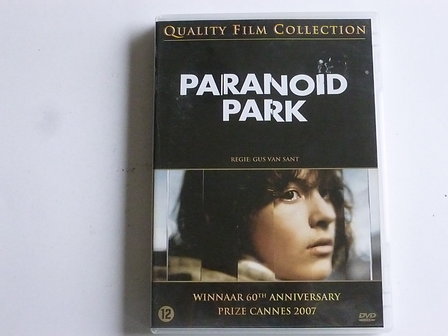 QUALITY FILM COLLECTION
PARANOID
PARK
REGIE: GUS VAN SANT
WINNAAR 60TH ANNIVERSARY
PRIZE CANNES 2007
12
DVD